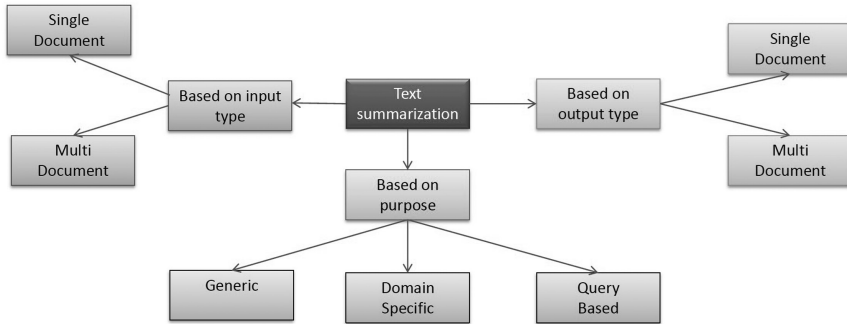 Single
Document
Based on input
type
Multi
Document
Text
summarization
Based on
output type
Single
Document
Multi
Document
Based on
purpose
Generic
Domain
Specific
Query
Based